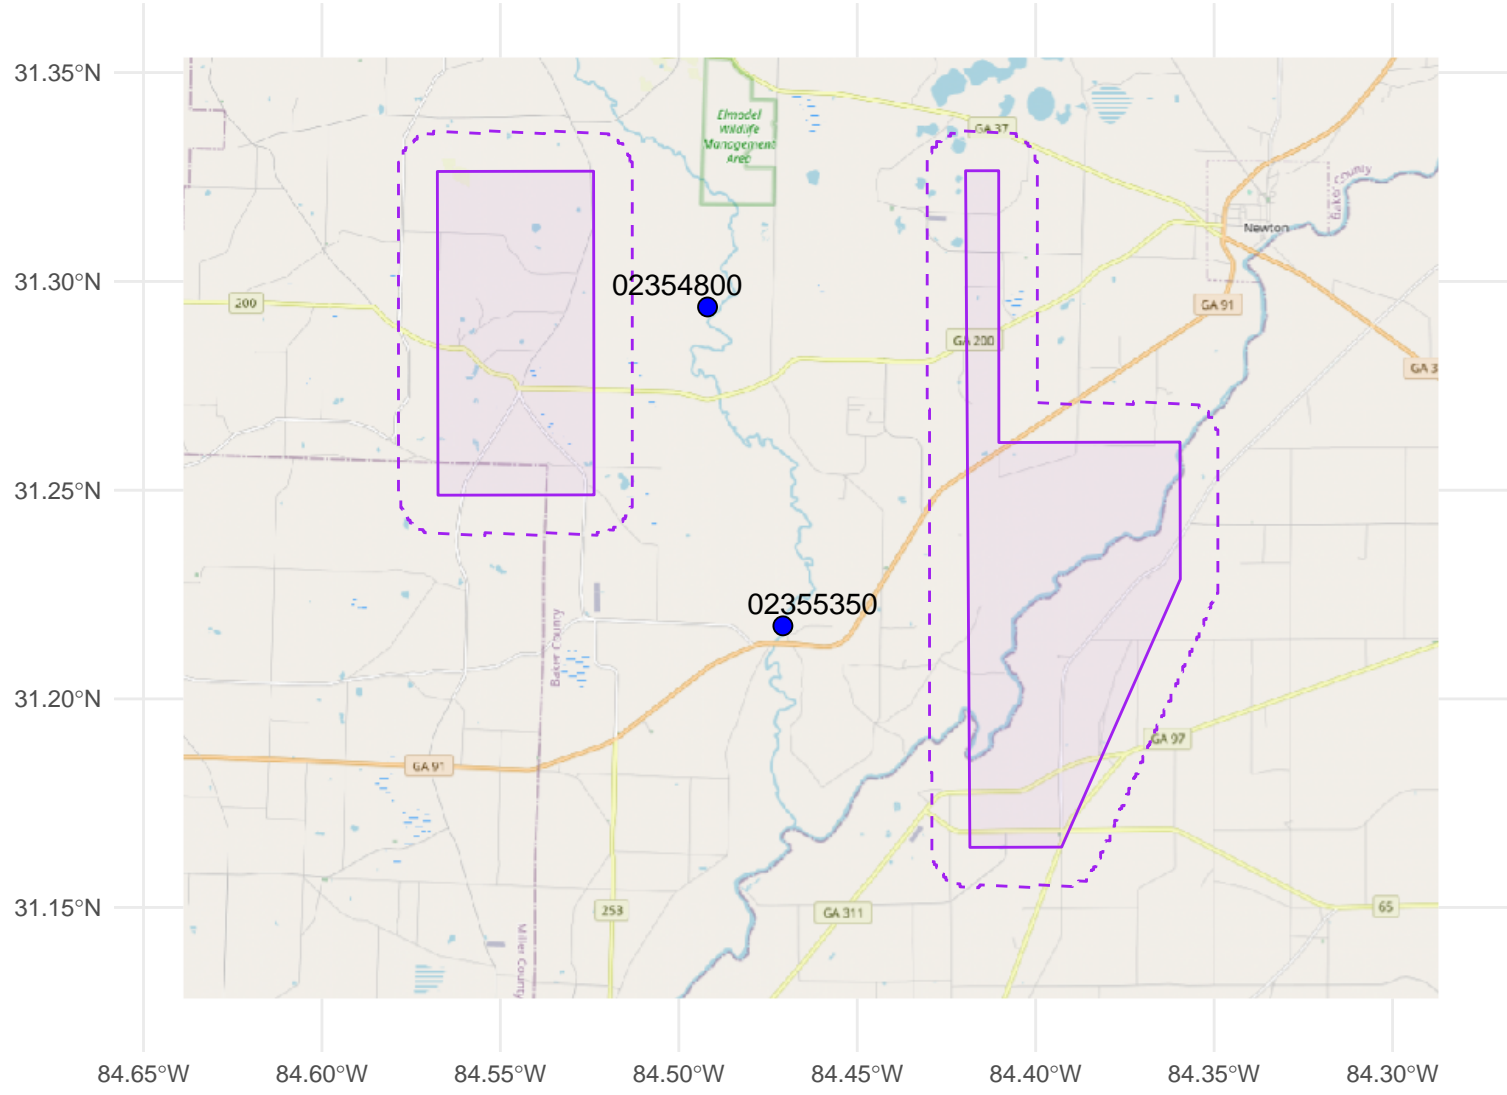 31.35°N
31.30°N
31.25°N
31.20°N
31.15°N
Elmodel
Wildlife
Management
Area
GA 37
Baker County
Newton
02354800
200
GA 91
GA 200
GA 3
02355350
Baker County
GA 97
GA 91
253
GA 311
65
Miller County
84.65°W
84.60°W
84.55°W
84.50°W
84.45°W
84.40°W
84.35°W
84.30°W